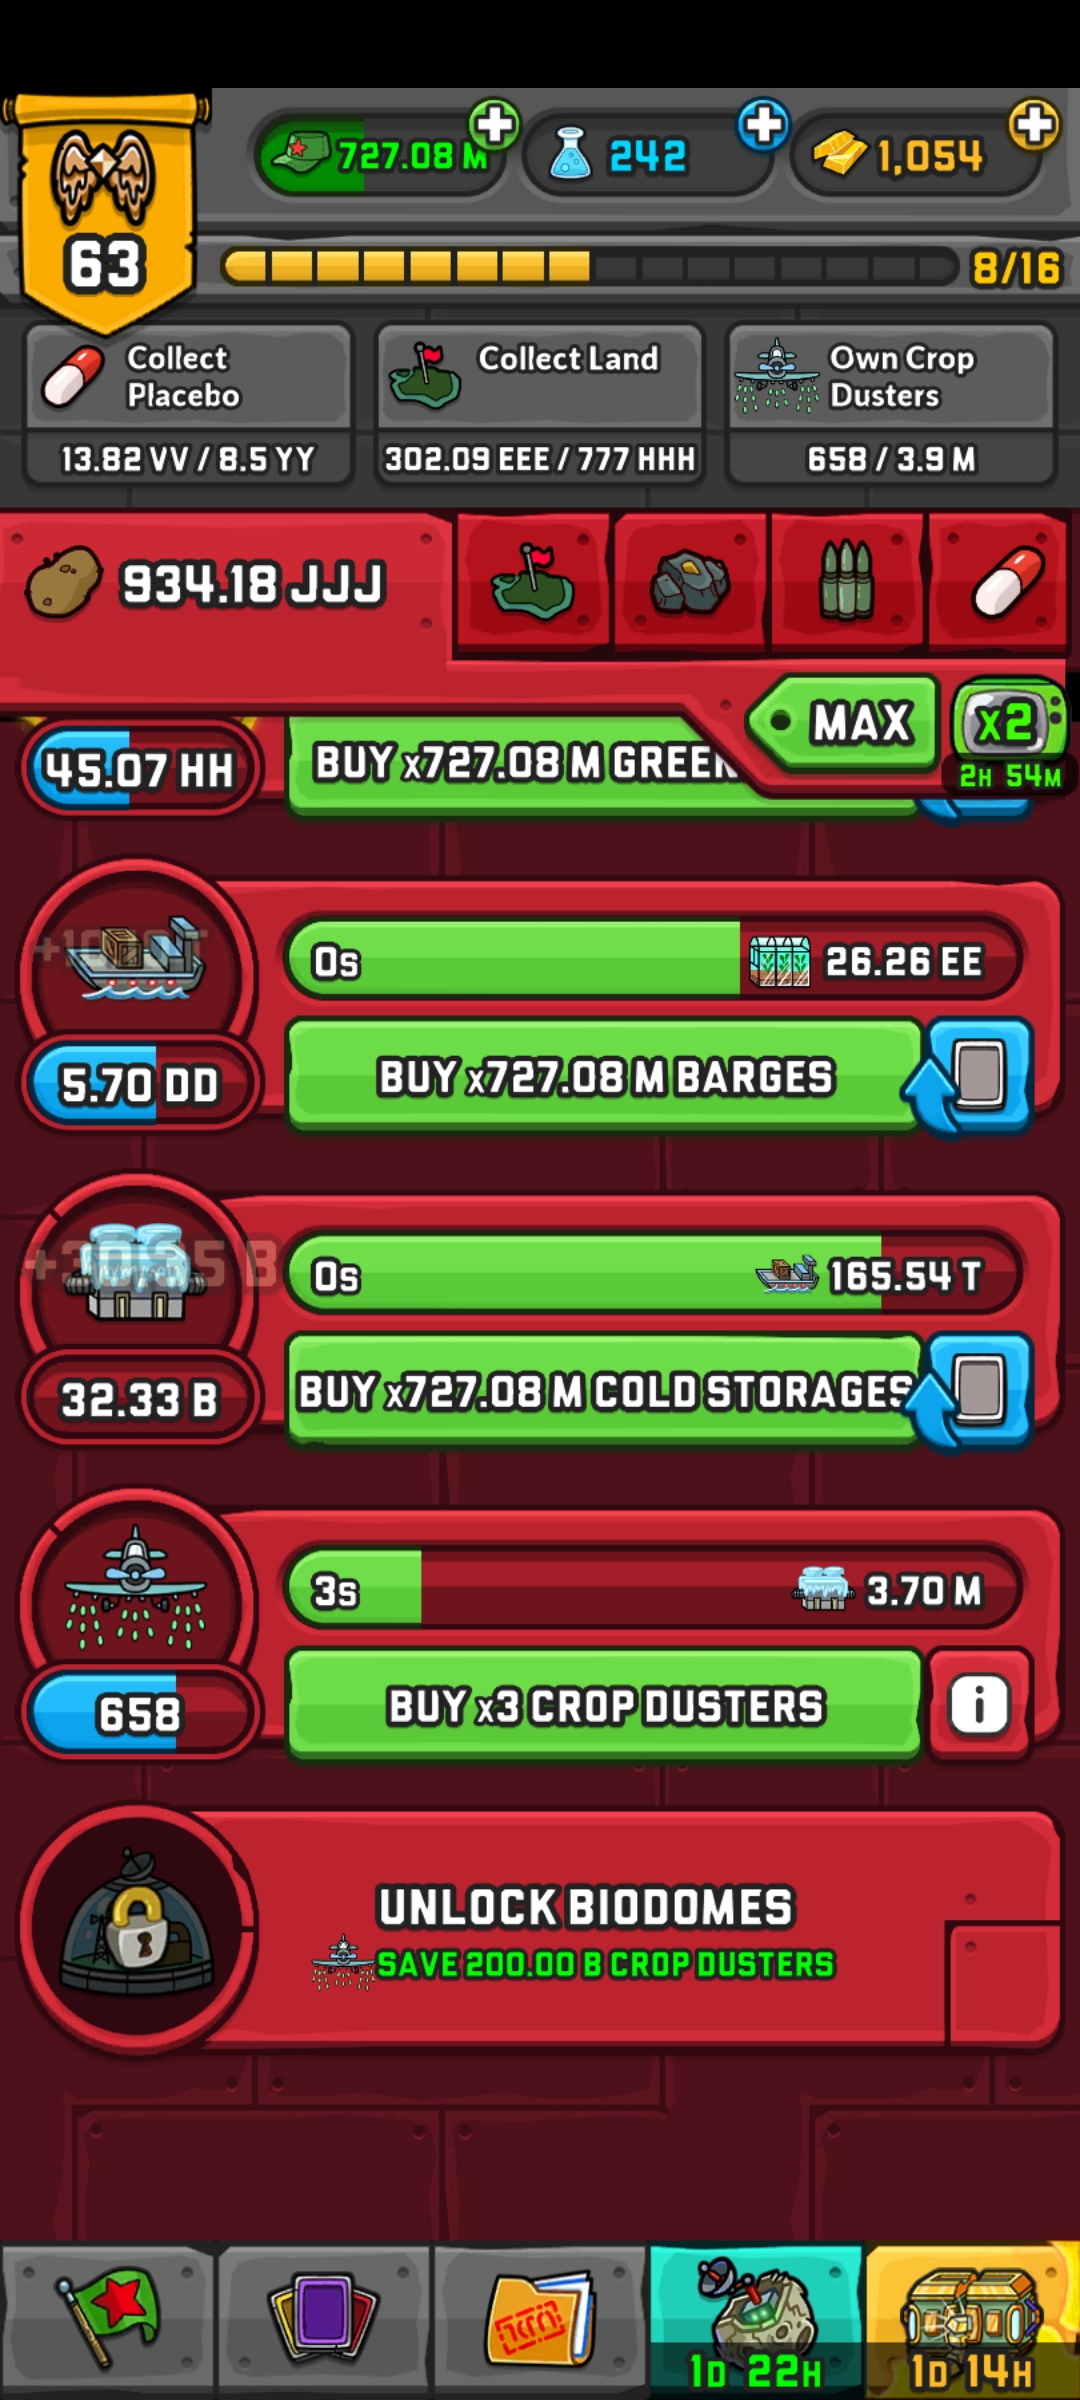 727.08 M
242
1,054
63
8/16
Collect
Placebo
13.82 VV / 8.5 YY
Collect Land
302.09 EEE / 777 HHH
Own Crop
Dusters
658 / 3.9 M
934.18 JJJ
MAX
x2
2H 54M
45.07 HH
BUY x727.08 M GREEN
0s
26.26 EE
5.70 DD
BUY x727.08 M BARGES
0s
165.54 T
32.33 B
BUY x727.08 M COLD STORAGES
3s
3.70 M
658
BUY x3 CROP DUSTERS
i
UNLOCK BIODOMES
SAVE 200.00 B CROP DUSTERS
1D 22H
1D 14H